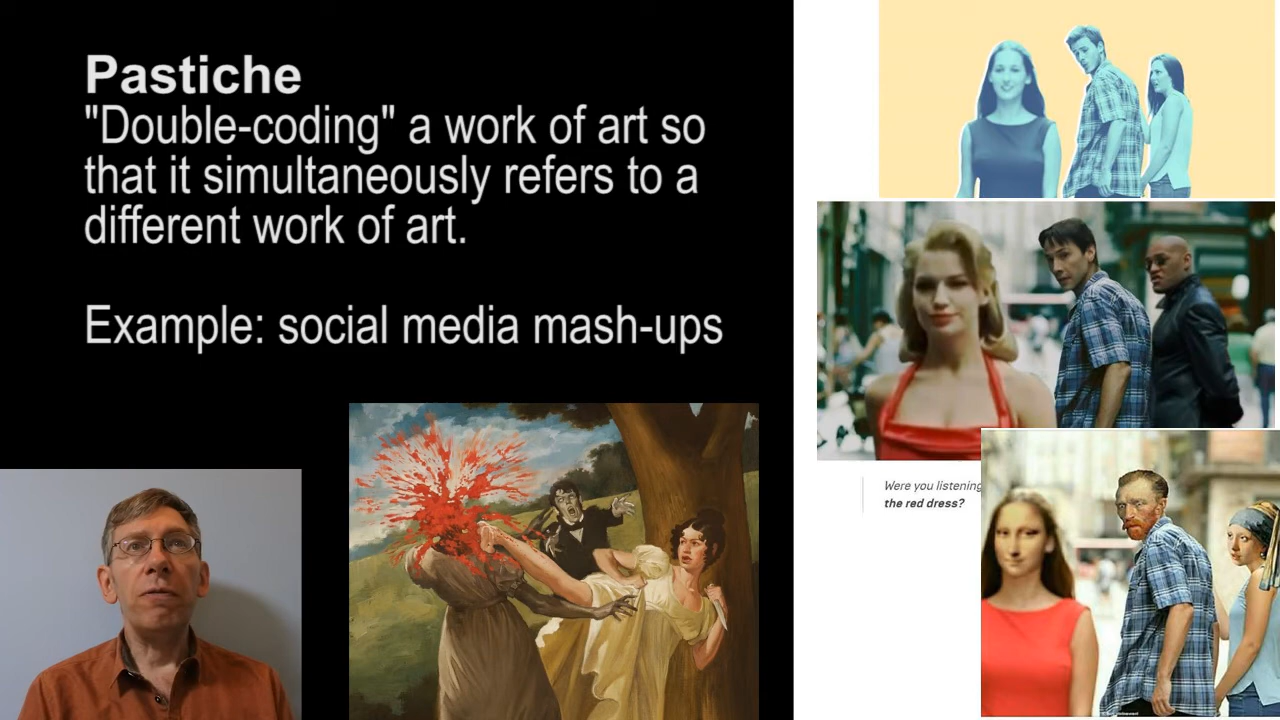 Pastiche
"Double-coding" a work of art so
that it simultaneously refers to a
different work of art.
Example: social media mash-ups
Were you listening
the red dress?